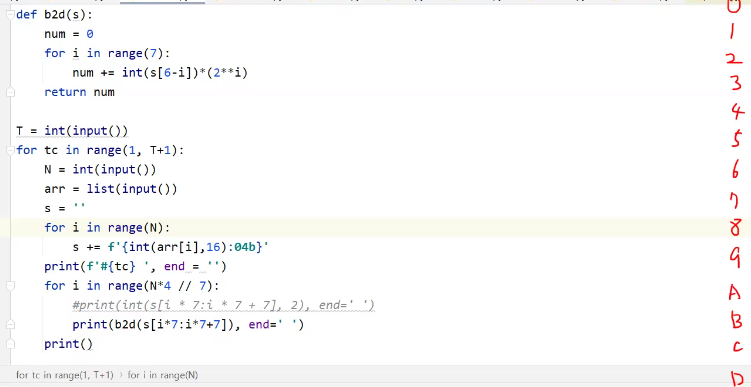 def b2d(s):
    num = 0
    for i in range(7):
        num += int(s[6-i])*(2**i)
    return num

T = int(input())
for tc in range(1, T+1):
    N = int(input())
    arr = list(input())
    s = ''
    for i in range(N):
        s += f'{int(arr[i],16):04b}'
    print(f'#{tc} ', end = '')
    for i in range(N*4 // 7):
        #print(int(s[i * 7:i * 7 + 7], 2), end=' ')
        print(b2d(s[i*7:i*7+7]), end=' ')
    print()
for tc in range(1, T+1) › for i in range(N)
0
1
2
3
4
5
6
7
8
9
A
B
C
D